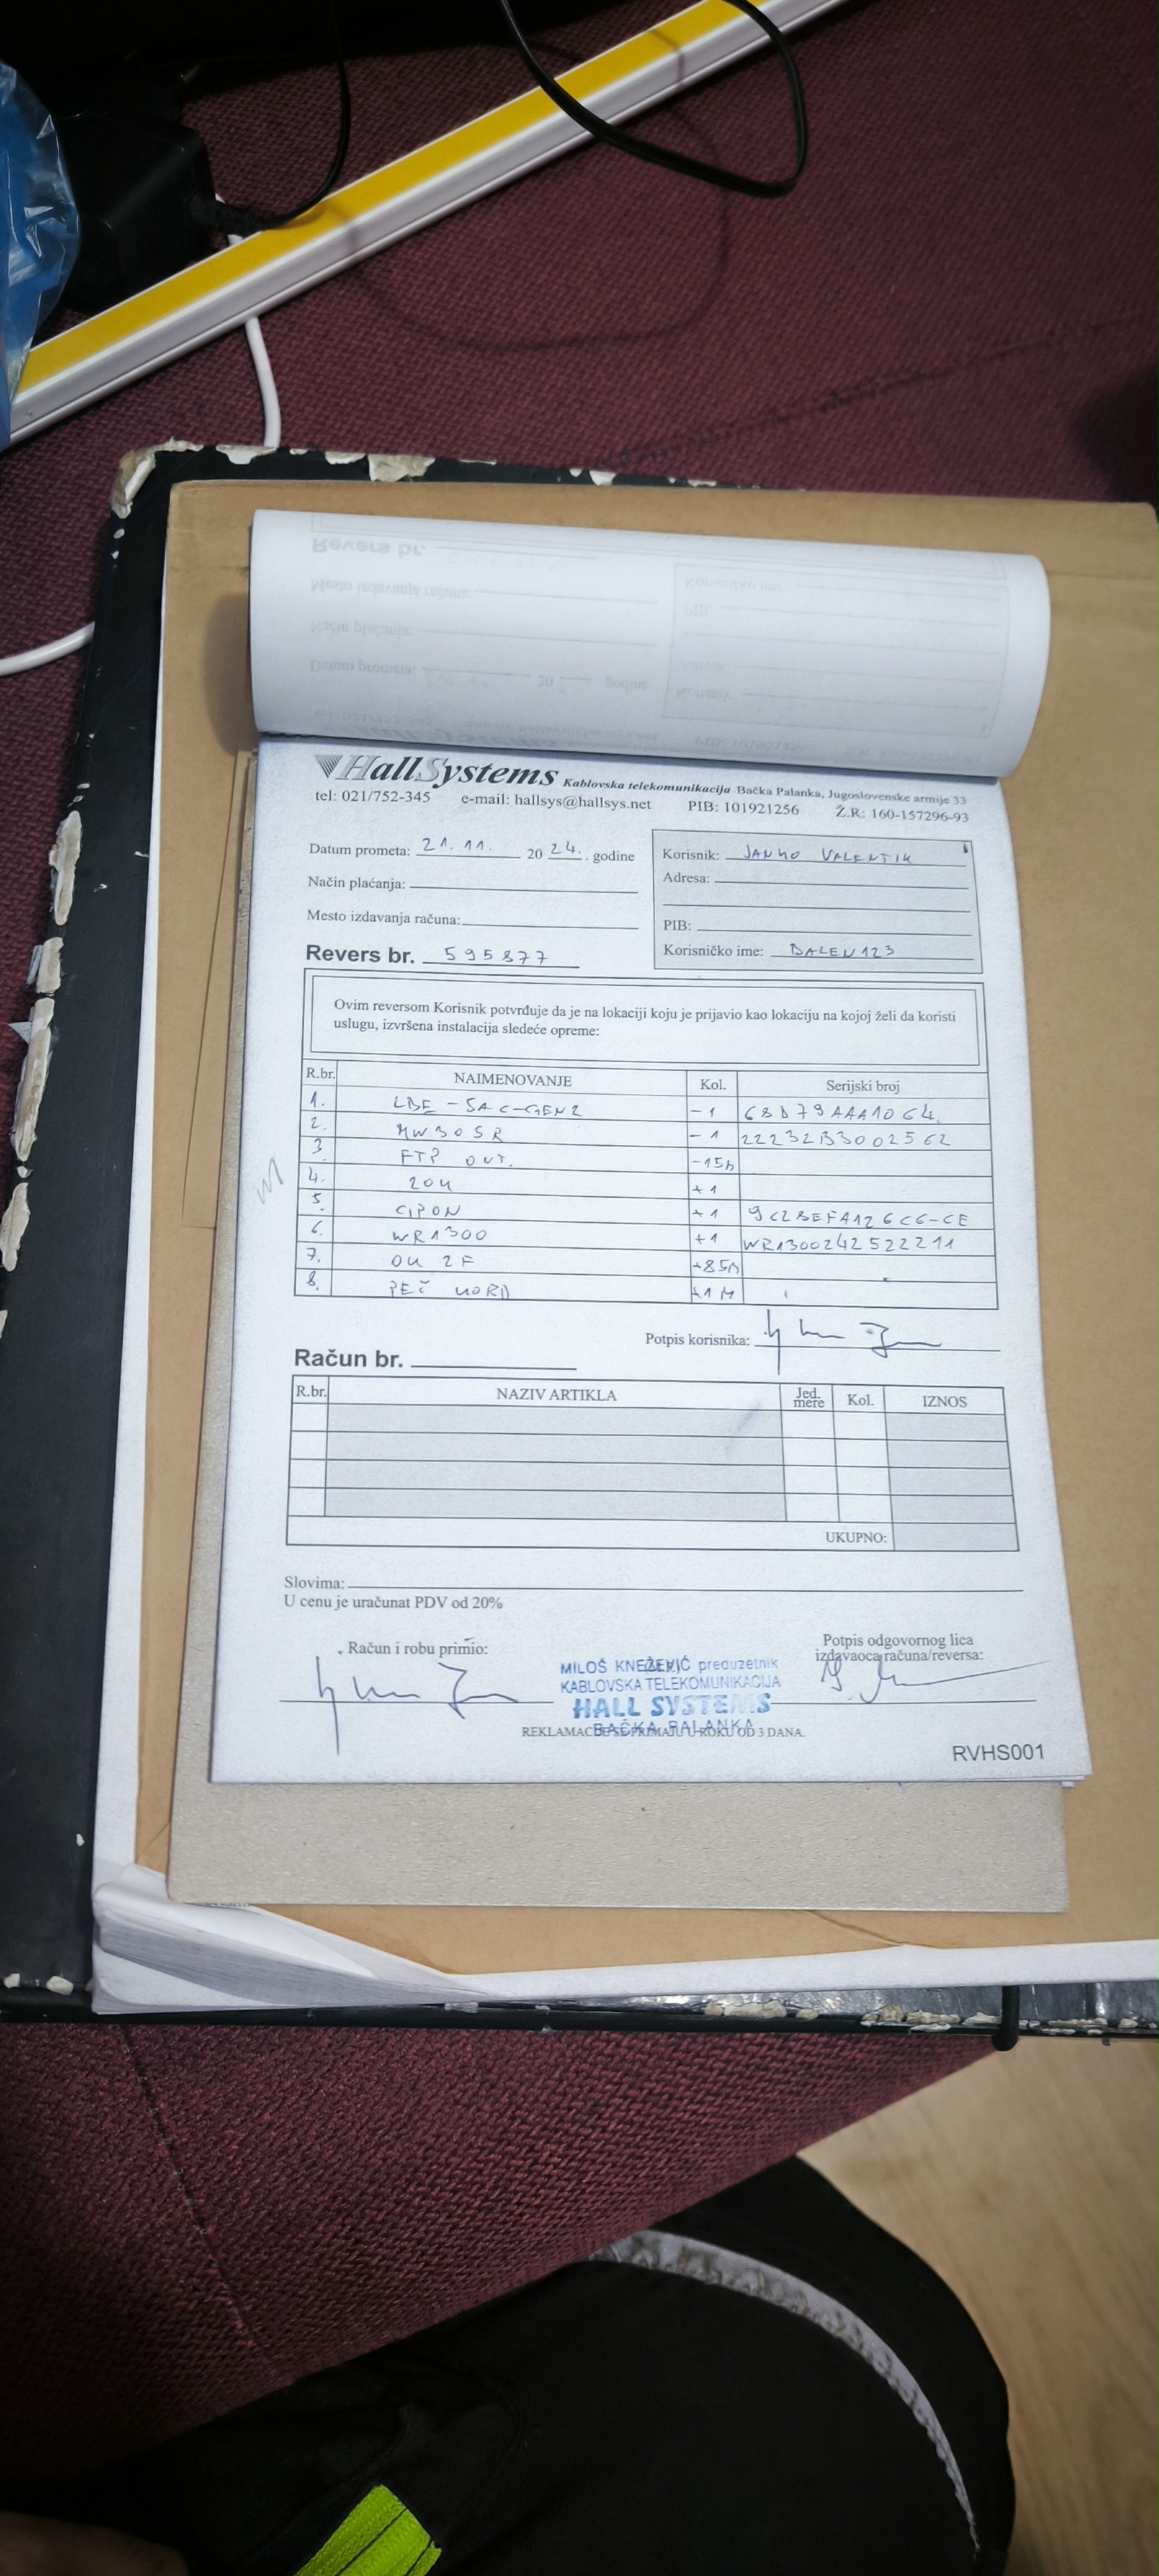 HallSystems Kablovska telekomunikacija Bačka Palanka, Jugoslovenske armije 33
tel: 021/752-345 e-mail: hallsys@hallsys.net PIB: 101921256 Ž.R: 160-157296-93
Datum prometa: 21. 11. 20 24. godine
Korisnik: JANKO VALENTIK
Način plaćanja:
Adresa:
Mesto izdavanja računa:
PIB:
Revers br. 595877
Korisničko ime: DALEN123
Ovim reversom Korisnik potvrđuje da je na lokaciji koju je prijavio kao lokaciju na kojoj želi da koristi
uslugu, izvršena instalacija sledeće opreme:
R.br. NAIMENOVANJE Kol. Serijski broj
1. LBE-5AC-GEN2 -1 68D79AAA10C4
2. MW305R -1 22232B3002562
3. FTP OUT. -15m
4. ZOK +1
5. GPON +1 9C2BEFA126C6-CE
6. WR1300 +1 WR1300242522211
7. OK 2F +85m
8. PEČ KORD +1M
Potpis korisnika:
Račun br.
R.br. NAZIV ARTIKLA Jed. mere Kol. IZNOS
UKUPNO:
Slovima:
U cenu je uračunat PDV od 20%
Račun i robu primio:
Potpis odgovornog lica
izdavaoca računa/reversa:
MILOŠ KNEŽEVIĆ preduzetnik
KABLOVSKA TELEKOMUNIKACIJA
HALL SYSTEMS
BAČKA PALANKA
REKLAMACIJE SE PRIMAJU U ROKU OD 3 DANA.
RVHS001